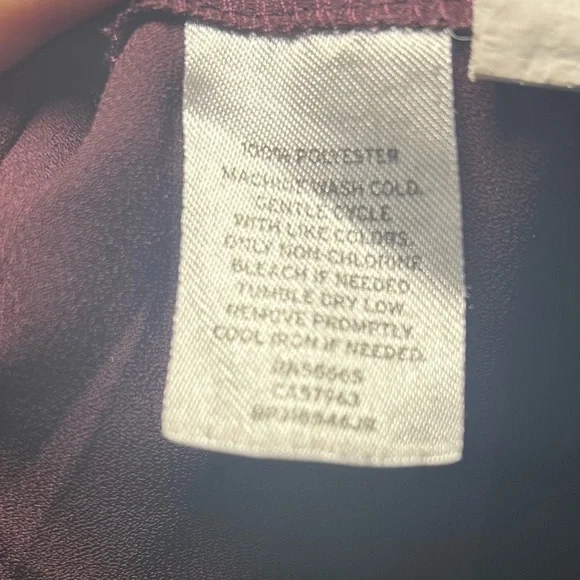 100% POLYESTER
MACHINE WASH COLD.
GENTLE CYCLE
WITH LIKE COLORS.
ONLY NON-CHLORINE
BLEACH IF NEEDED.
TUMBLE DRY LOW.
REMOVE PROMPTLY.
COOL IRON IF NEEDED.
CA57963